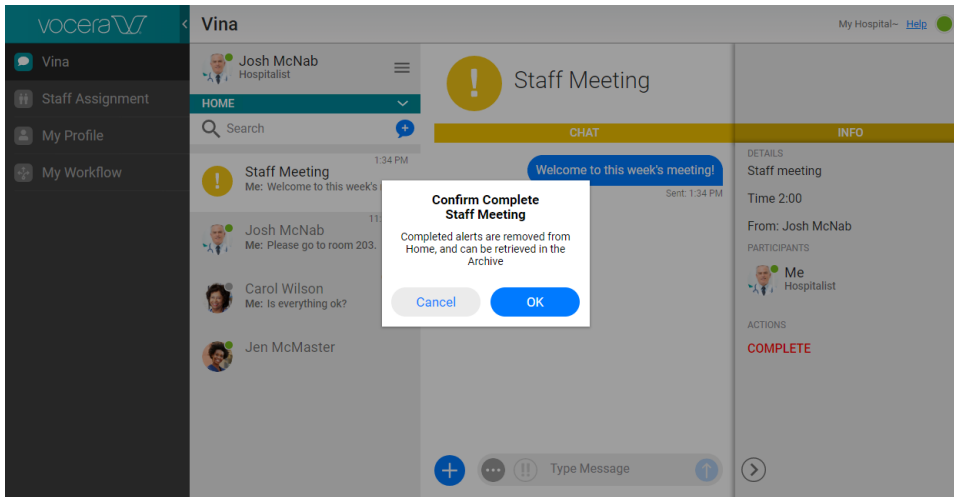 vocera
Vina
My Hospital~ Help
Vina
Staff Assignment
My Profile
My Workflow
Josh McNab
Hospitalist
HOME
Search
1:34 PM
Staff Meeting
Me: Welcome to this week's
11:
Josh McNab
Me: Please go to room 203.
Carol Wilson
Me: Is everything ok?
Jen McMaster
Staff Meeting
CHAT
Welcome to this week's meeting!
Sent: 1:34 PM
Confirm Complete
Staff Meeting
Completed alerts are removed from
Home, and can be retrieved in the
Archive
Cancel
OK
Type Message
INFO
DETAILS
Staff meeting
Time 2:00
From: Josh McNab
PARTICIPANTS
Me
Hospitalist
ACTIONS
COMPLETE